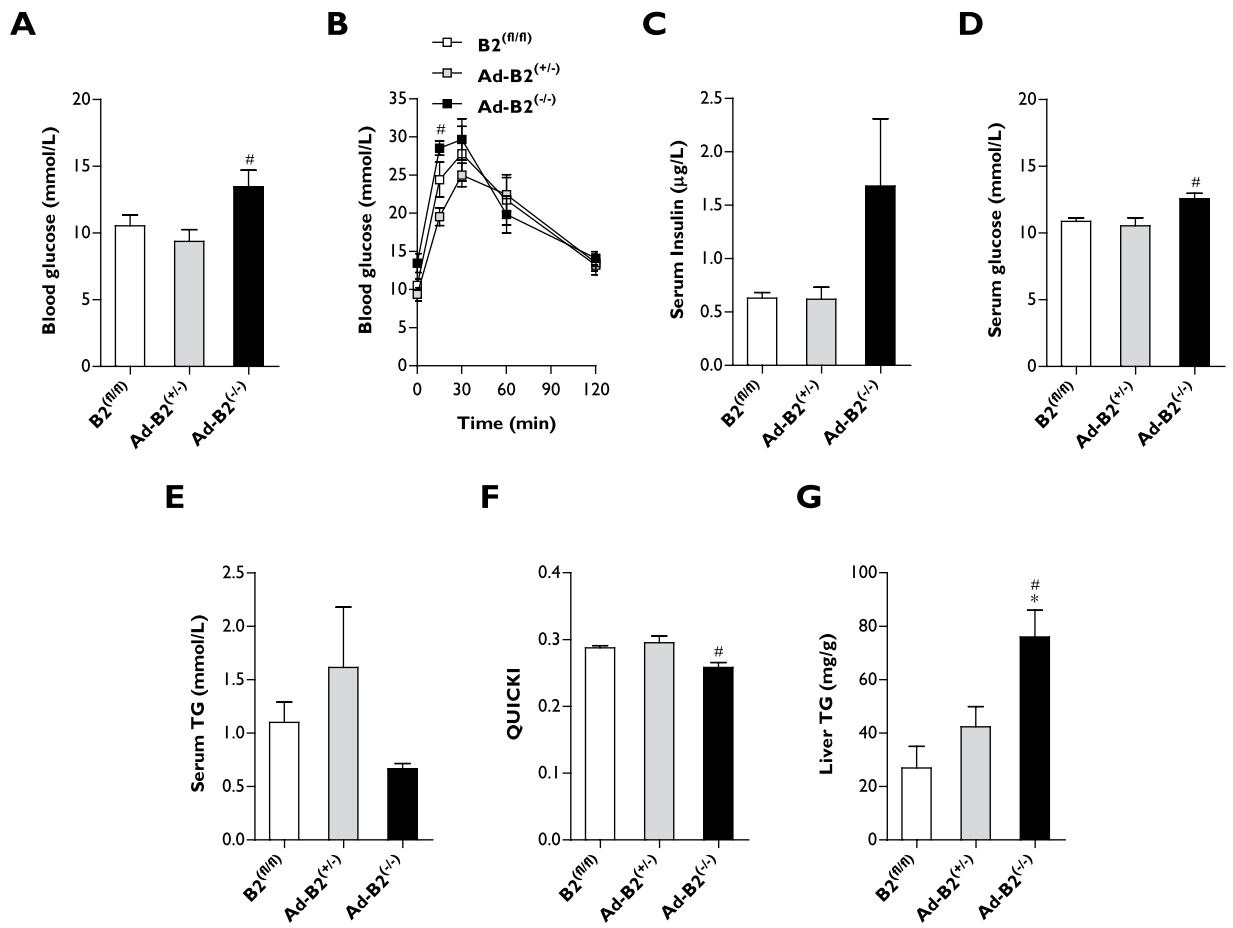 A
B
C
D
B2(fl/fl)
Ad-B2(+/-)
Ad-B2(-/-)
Blood glucose (mmol/L)
20
15
10
5
0
#
B2(fl/fl)
Ad-B2(+/-)
Ad-B2(-/-)
Blood glucose (mmol/L)
35
30
25
20
15
10
5
0
#
0
30
60
90
120
Time (min)
Serum Insulin (µg/L)
2.5
2.0
1.5
1.0
0.5
0.0
B2(fl/fl)
Ad-B2(+/-)
Ad-B2(-/-)
Serum glucose (mmol/L)
20
15
10
5
0
#
B2(fl/fl)
Ad-B2(+/-)
Ad-B2(-/-)
E
F
G
Serum TG (mmol/L)
2.5
2.0
1.5
1.0
0.5
0.0
B2(fl/fl)
Ad-B2(+/-)
Ad-B2(-/-)
QUICKI
0.4
0.3
0.2
0.1
0.0
#
B2(fl/fl)
Ad-B2(+/-)
Ad-B2(-/-)
Liver TG (mg/g)
100
80
60
40
20
0
#
*
B2(fl/fl)
Ad-B2(+/-)
Ad-B2(-/-)